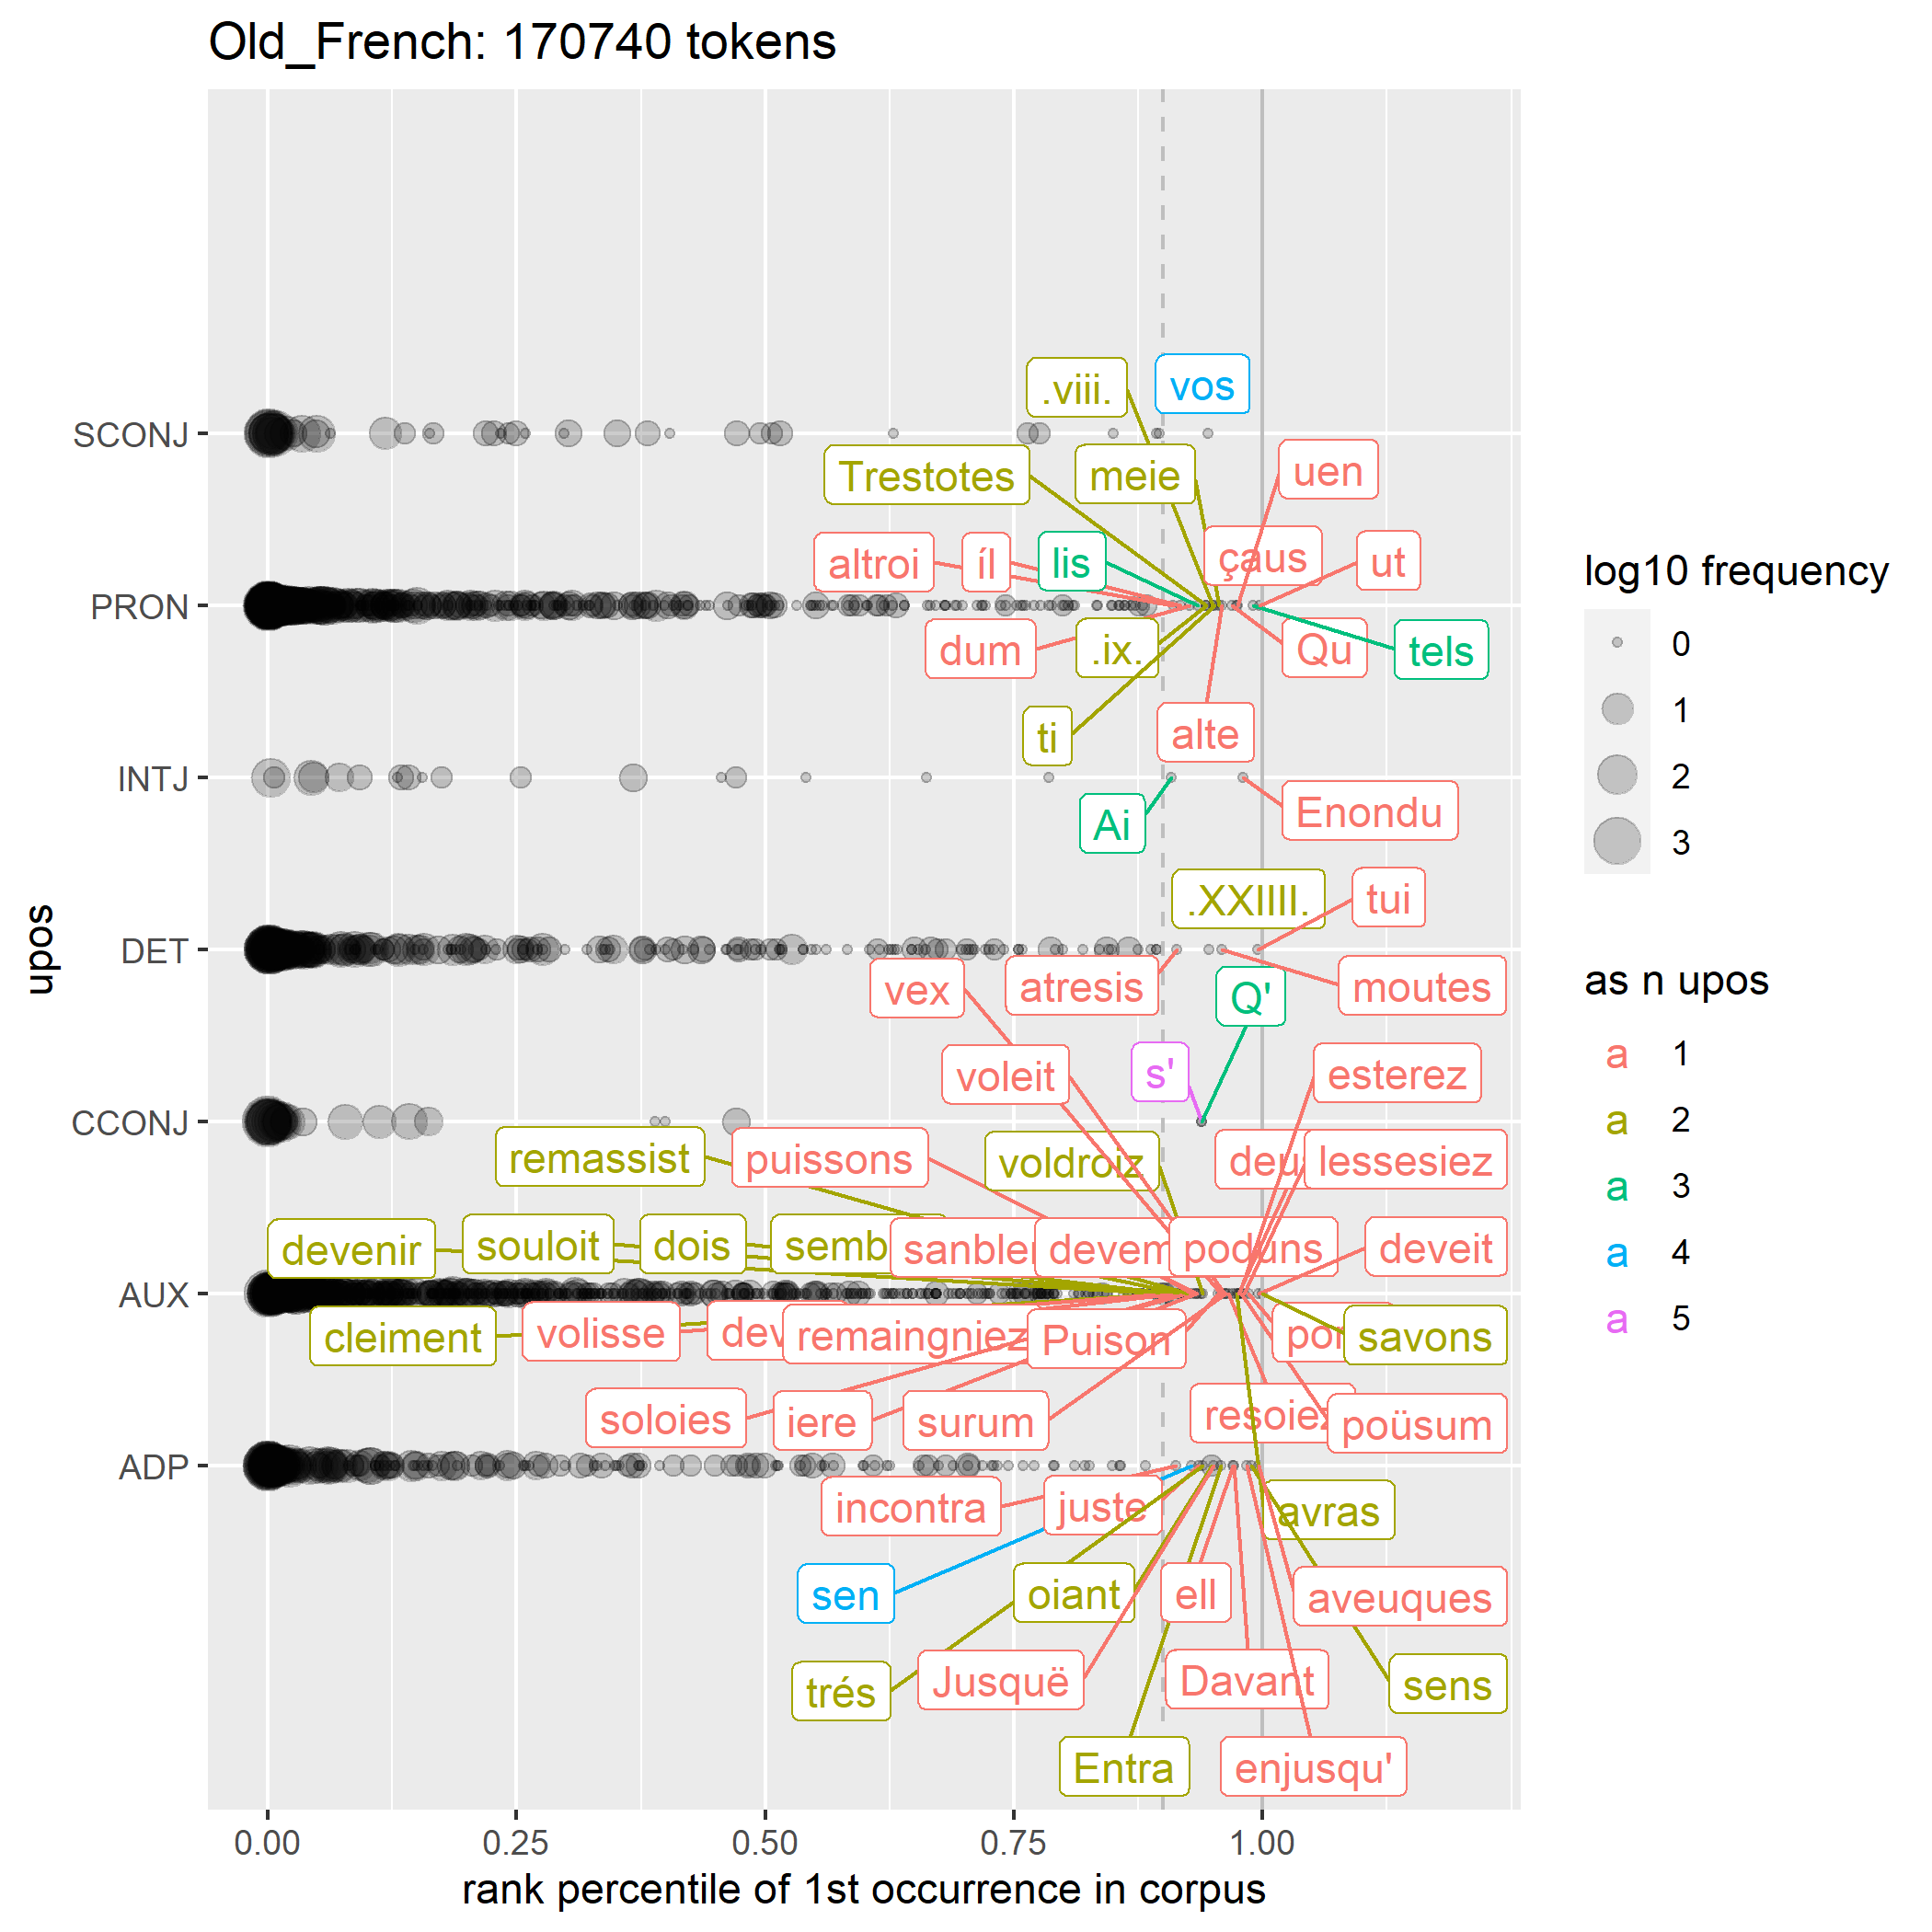 Old_French: 170740 tokens
upos
SCONJ
PRON
INTJ
DET
CCONJ
AUX
ADP
.viii.
vos
Trestotes
meie
uen
altroi
íl
lis
çaus
ut
dum
.ix.
Qu
tels
ti
alte
Ai
Enondu
.XXIIII.
tui
vex
atresis
Q'
moutes
voleit
s'
esterez
remassist
puissons
voldroiz
lessesiez
devenir
souloit
dois
poduns
deveit
cleiment
volisse
remaingniez
Puison
savons
soloies
iere
surum
resoiez
poüsum
incontra
juste
avras
sen
oiant
ell
aveuques
trés
Jusquë
Davant
sens
Entra
enjusqu'
0.00 0.25 0.50 0.75 1.00
rank percentile of 1st occurrence in corpus
log10 frequency
0
1
2
3
as n upos
a 1
a 2
a 3
a 4
a 5